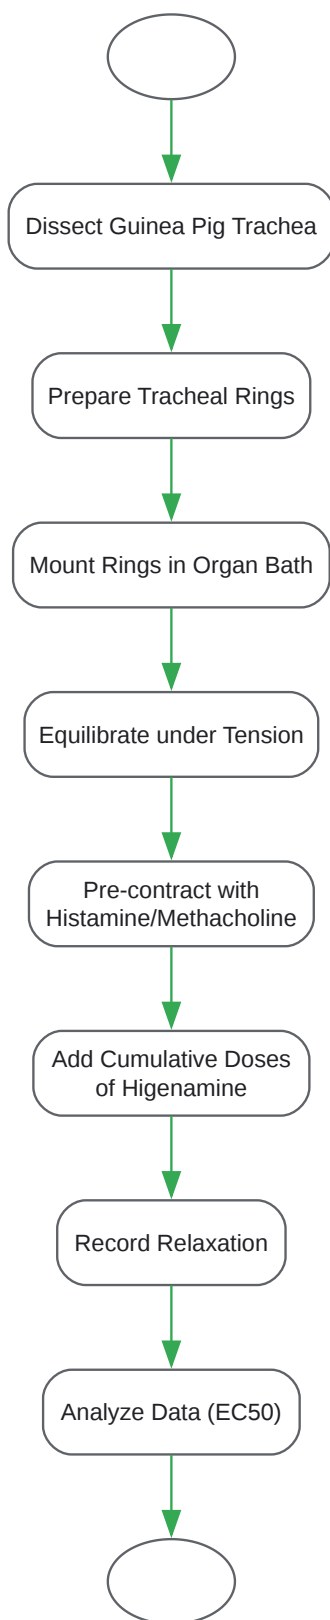 Dissect Guinea Pig Trachea
Prepare Tracheal Rings
Mount Rings in Organ Bath
Equilibrate under Tension
Pre-contract with
Histamine/Methacholine
Add Cumulative Doses
of Higenamine
Record Relaxation
Analyze Data (EC50)